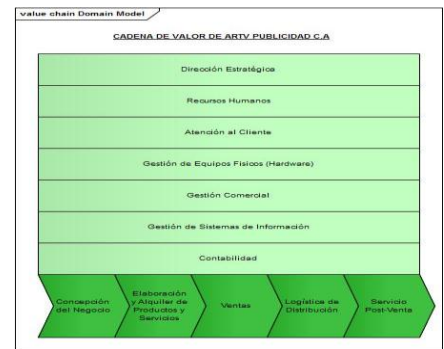 value chain Domain Model
CADENA DE VALOR DE ARTV PUBLICIDAD C.A
Dirección Estratégica
Recursos Humanos
Atención al Cliente
Gestión de Equipos Fisicos (Hardware)
Gestión Comercial
Gestión de Sistemas de Información
Contabilidad
Concepción
del Negocio
Elaboración
y Alquiler de
Productos y
Servicios
Ventas
Logística de
Distribución
Servicio
Post-Venta